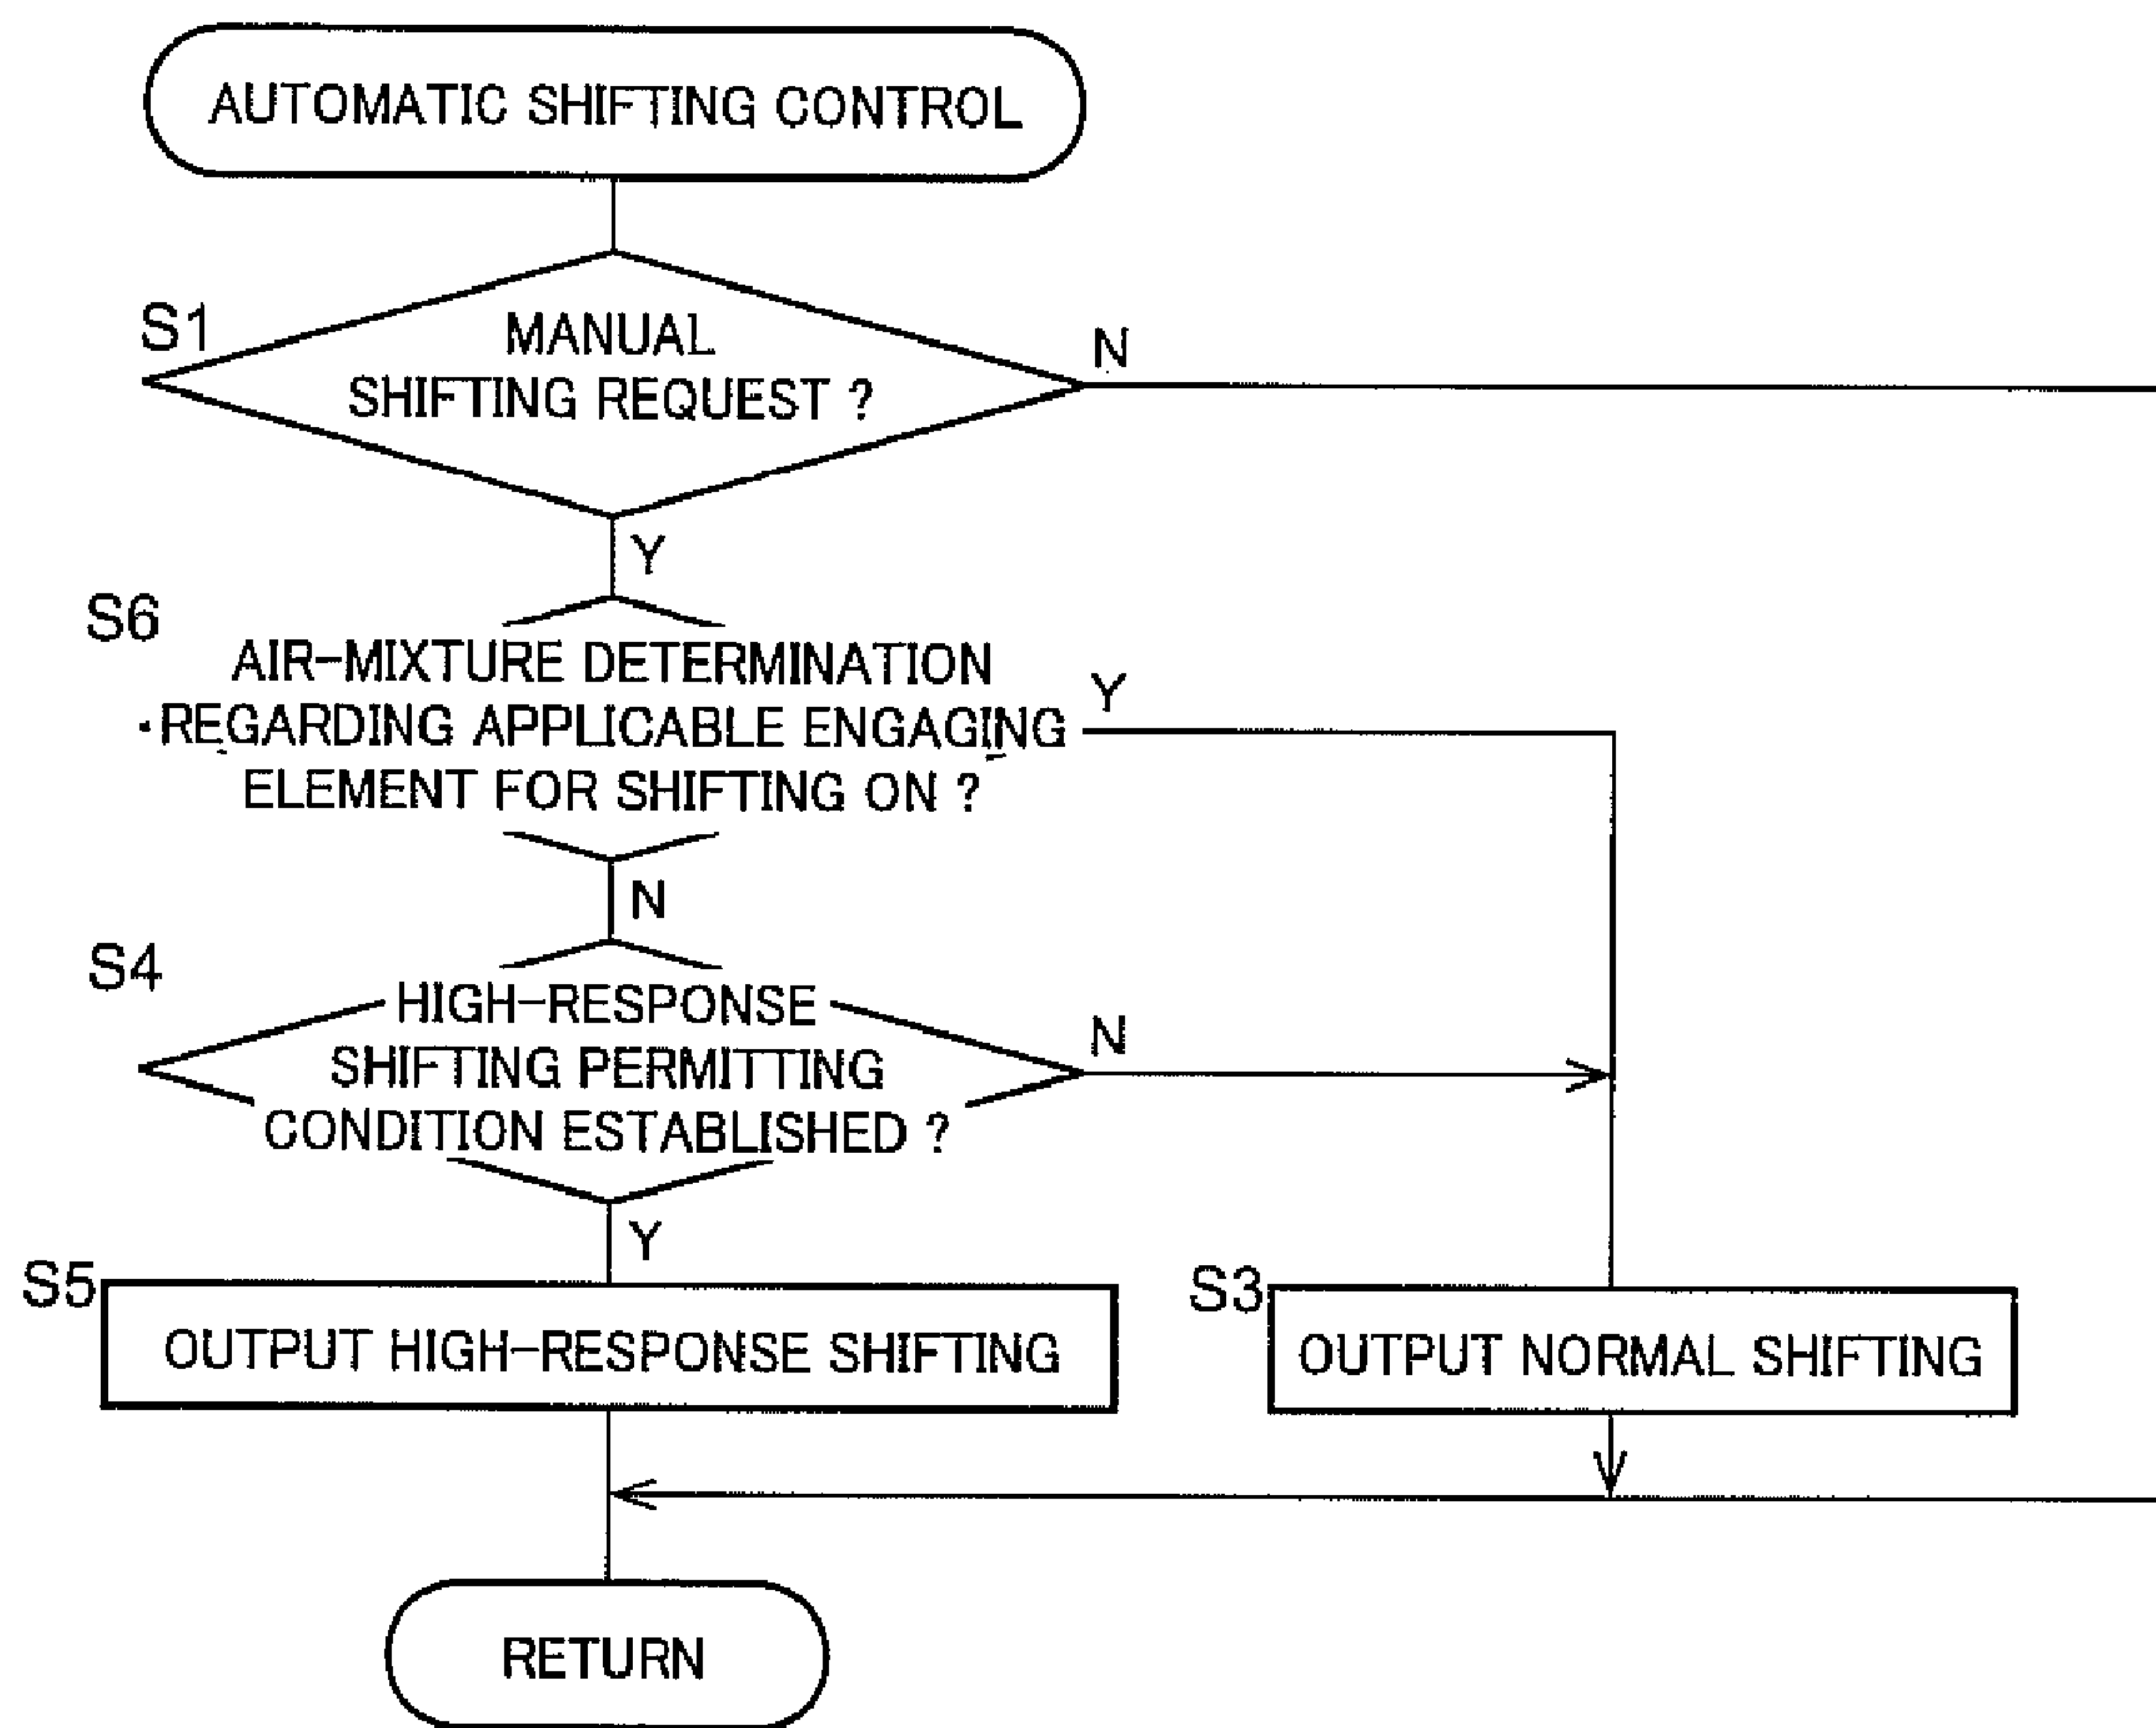 AUTOMATIC SHIFTING CONTROL
S1
MANUAL
SHIFTING REQUEST ?
N
Y
S6
AIR-MIXTURE DETERMINATION
REGARDING APPLICABLE ENGAGING
ELEMENT FOR SHIFTING ON ?
Y
N
S4
HIGH-RESPONSE
SHIFTING PERMITTING
CONDITION ESTABLISHED ?
N
Y
S5
OUTPUT HIGH-RESPONSE SHIFTING
S3
OUTPUT NORMAL SHIFTING
RETURN